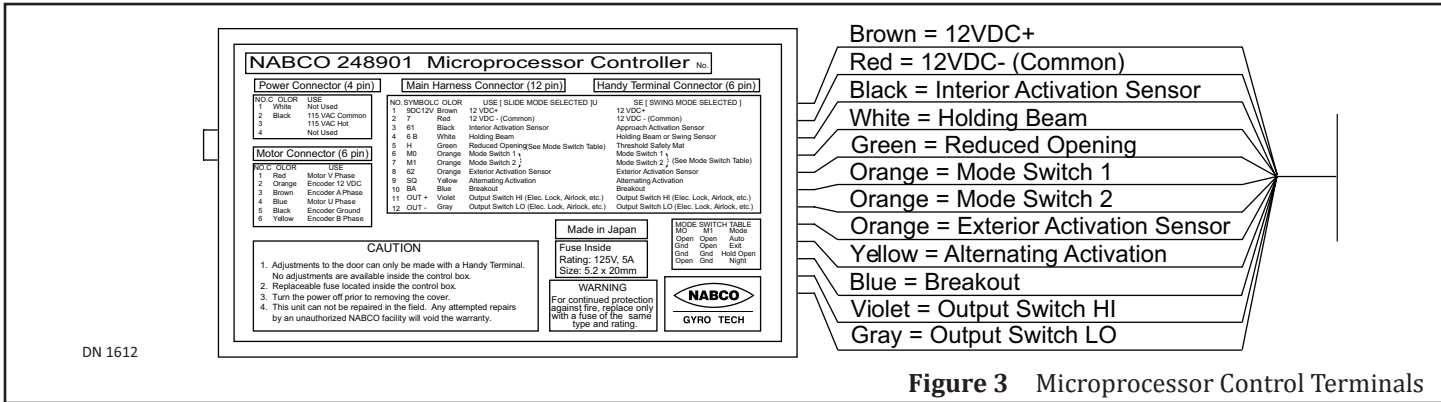 NABCO 248901 Microprocessor Controller No.
Power Connector (4 pin)
NO.C OLOR USE
1 White Not Used
2 Black 115 VAC Common
3 115 VAC Hot
4 Not Used
Motor Connector (6 pin)
NO.C OLOR USE
1 Red Motor V Phase
2 Orange Encoder 12 VDC
3 Brown Encoder A Phase
4 Blue Motor U Phase
5 Black Encoder Ground
6 Yellow Encoder B Phase
Main Harness Connector (12 pin)
Handy Terminal Connector (6 pin)
NO. SYMBOLC OLOR USE [ SLIDE MODE SELECTED ]U SE [ SWING MODE SELECTED ]
1 9DC12V Brown 12 VDC+ 12 VDC+
2 7 Red 12 VDC - (Common) 12 VDC - (Common)
3 61 Black Interior Activation Sensor Approach Activation Sensor
4 6 B White Holding Beam Holding Beam or Swing Sensor
5 H Green Reduced Opening(See Mode Switch Table) Threshold Safety Mat
6 M0 Orange Mode Switch 1 Mode Switch 1
7 M1 Orange Mode Switch 2 Mode Switch 2 (See Mode Switch Table)
8 62 Orange Exterior Activation Sensor Exterior Activation Sensor
9 SQ Yellow Alternating Activation Alternating Activation
10 BA Blue Breakout Breakout
11 OUT + Violet Output Switch HI (Elec. Lock, Airlock, etc.) Output Switch HI (Elec. Lock, Airlock, etc.)
12 OUT - Gray Output Switch LO (Elec. Lock, Airlock, etc.) Output Switch LO (Elec. Lock, Airlock, etc.)
CAUTION
1. Adjustments to the door can only be made with a Handy Terminal.
No adjustments are available inside the control box.
2. Replaceable fuse located inside the control box.
3. Turn the power off prior to removing the cover.
4. This unit can not be repaired in the field. Any attempted repairs
by an unauthorized NABCO facility will void the warranty.
Made in Japan
Fuse Inside
Rating: 125V, 5A
Size: 5.2 x 20mm
WARNING
For continued protection
against fire, replace only
with a fuse of the same
type and rating.
MODE SWITCH TABLE
MO M1 Mode
Open Open Auto
Gnd Open Exit
Gnd Gnd Hold Open
Open Gnd Night
NABCO
GYRO TECH
Brown = 12VDC+
Red = 12VDC- (Common)
Black = Interior Activation Sensor
White = Holding Beam
Green = Reduced Opening
Orange = Mode Switch 1
Orange = Mode Switch 2
Orange = Exterior Activation Sensor
Yellow = Alternating Activation
Blue = Breakout
Violet = Output Switch HI
Gray = Output Switch LO
DN 1612
Figure 3 Microprocessor Control Terminals